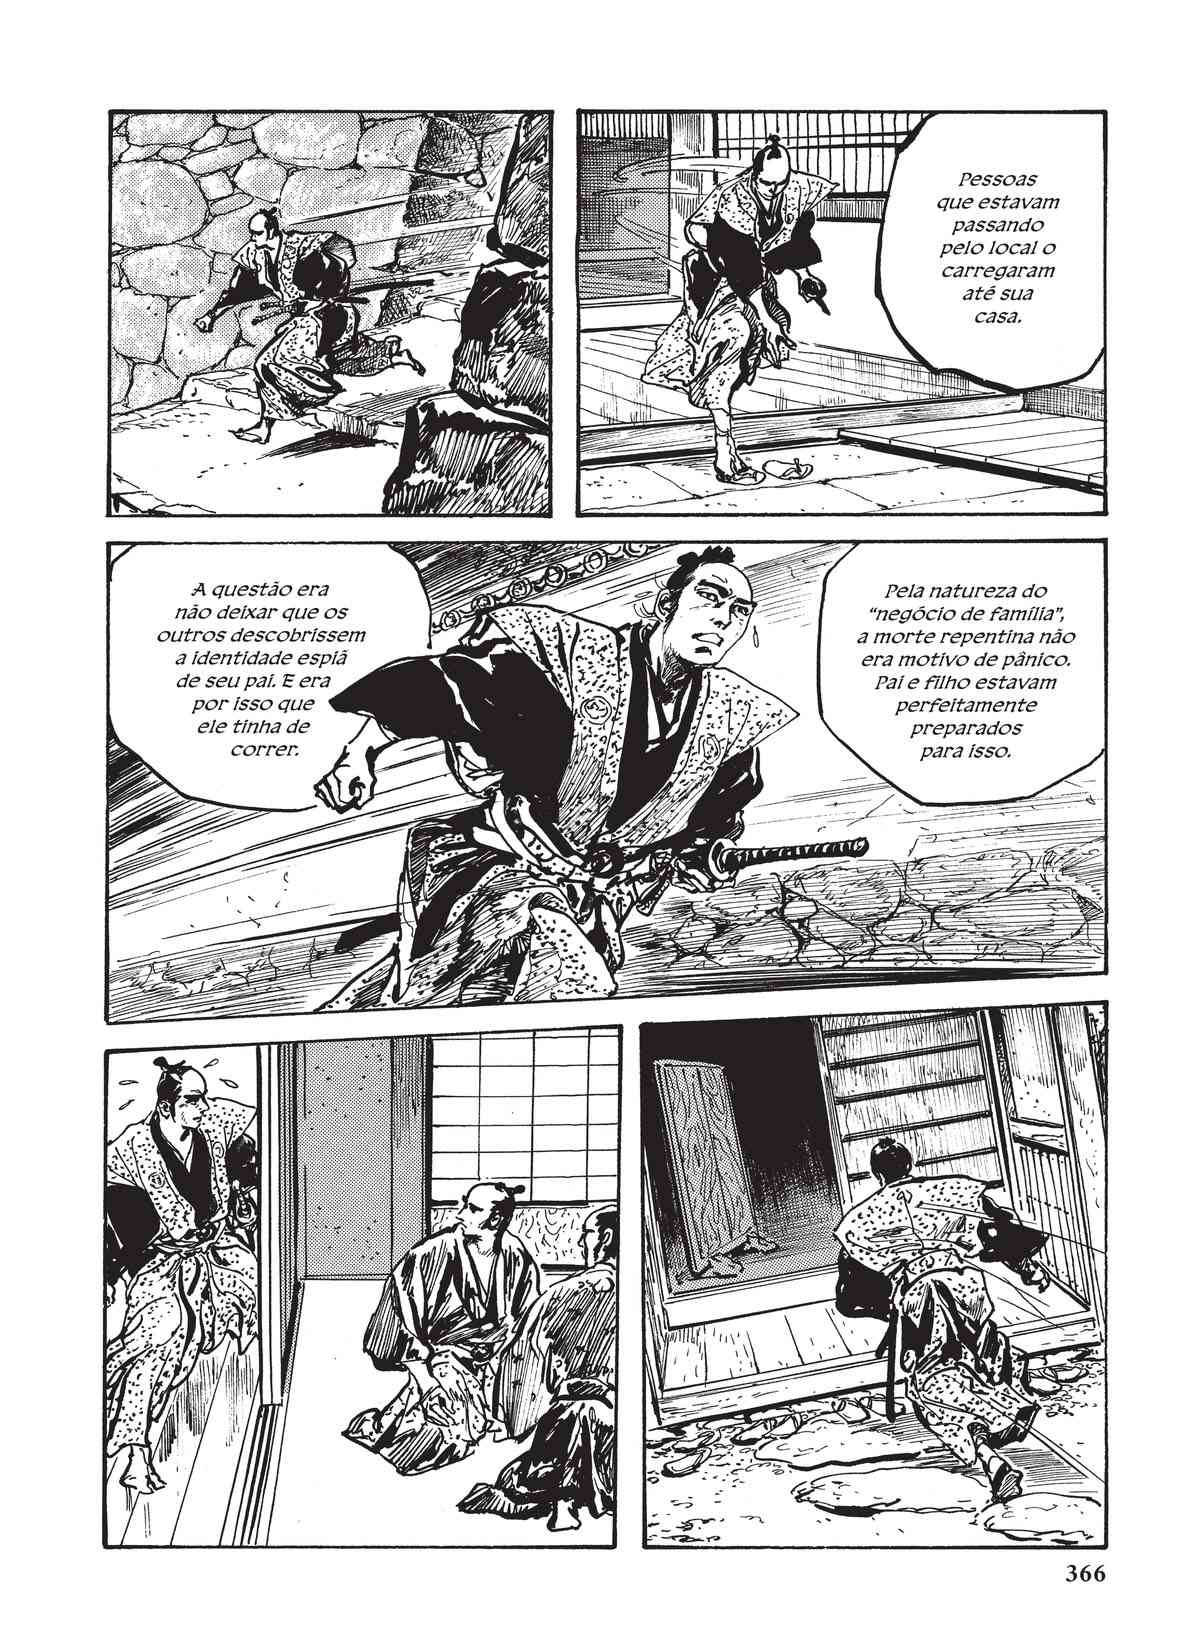 Pessoas
que estavam
passando
pelo local o
carregaram
até sua
casa.
Pela natureza do
“negócio de família”,
a morte repentina não
era motivo de pânico.
Pai e filho estavam
perfeitamente
preparados
para isso.
A questão era
não deixar que os
outros descobrissem
a identidade espiã
de seu pai. E era
por isso que
ele tinha de
correr.
366